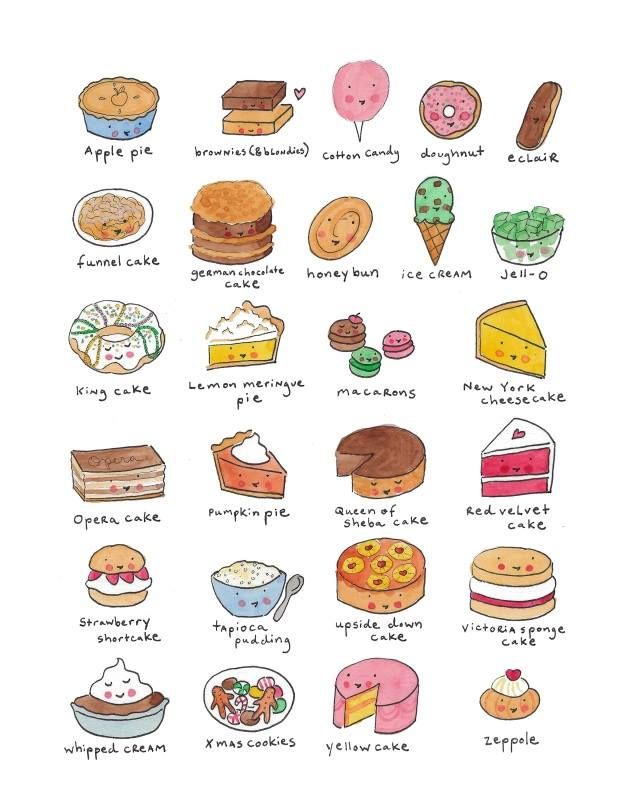 Apple pie
brownies (& blondies)
cotton candy
doughnut
eclair
funnel cake
german chocolate
cake
honey bun
ice cream
Jell-O
King cake
Lemon meringue
pie
macarons
New York
cheesecake
Opera
Opera cake
Pumpkin pie
Queen of
sheba cake
Red velvet
cake
Strawberry
shortcake
tapioca
pudding
upside down
cake
Victoria sponge
cake
whipped cream
Xmas cookies
yellow cake
zeppole